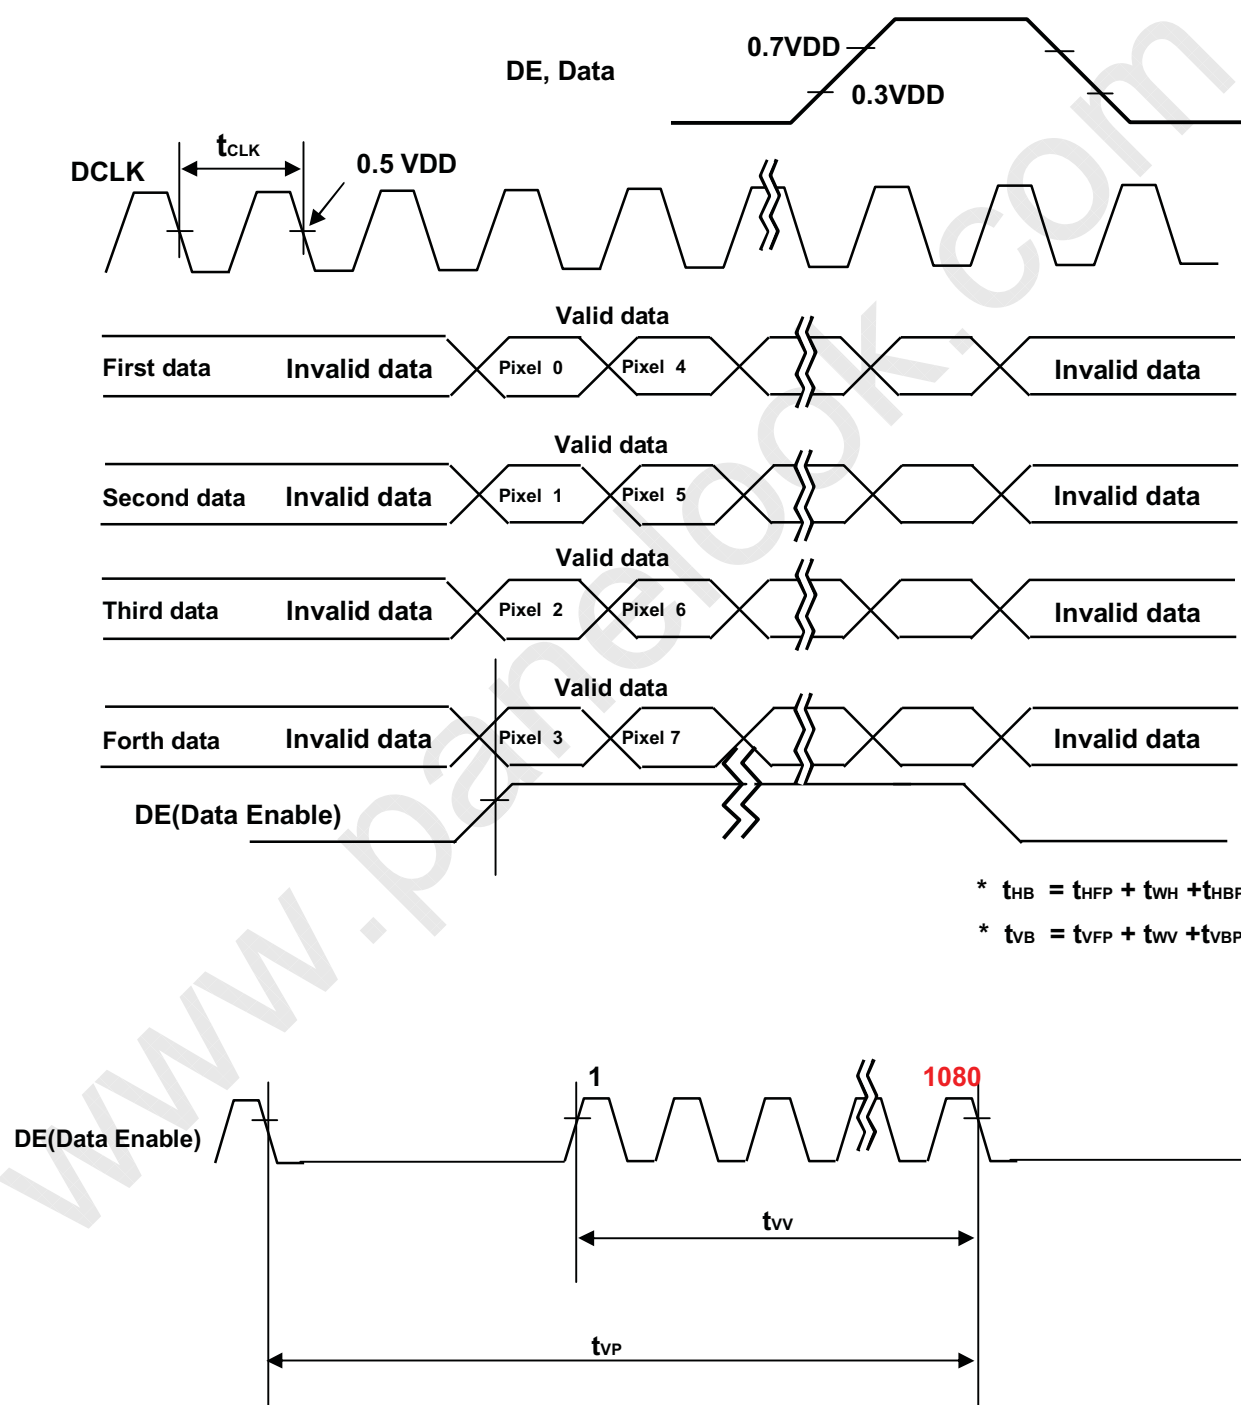 0.7VDD
DE, Data
0.3VDD
tCLK
DCLK
0.5 VDD
Valid data
First data Invalid data Pixel 0 Pixel 4 Invalid data
Valid data
Second data Invalid data Pixel 1 Pixel 5 Invalid data
Valid data
Third data Invalid data Pixel 2 Pixel 6 Invalid data
Valid data
Forth data Invalid data Pixel 3 Pixel 7 Invalid data
DE(Data Enable)
* tHB = tHFP + tWH +tHBP
* tVB = tVFP + tWV +tVBP
1 1080
DE(Data Enable)
tVV
tVP
www.panelook.com